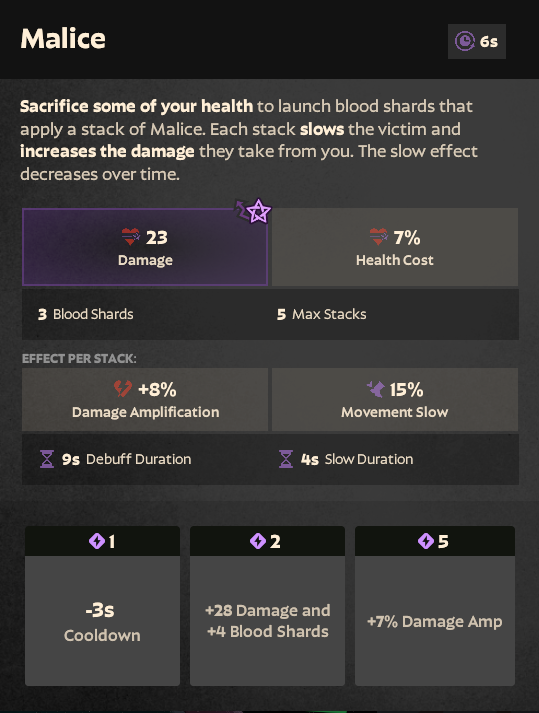 Malice
6s
Sacrifice some of your health to launch blood shards that
apply a stack of Malice. Each stack slows the victim and
increases the damage they take from you. The slow effect
decreases over time.
23
Damage
7%
Health Cost
3 Blood Shards
5 Max Stacks
EFFECT PER STACK:
+8%
Damage Amplification
15%
Movement Slow
9s Debuff Duration
4s Slow Duration
1
-3s
Cooldown
2
+28 Damage and
+4 Blood Shards
5
+7% Damage Amp